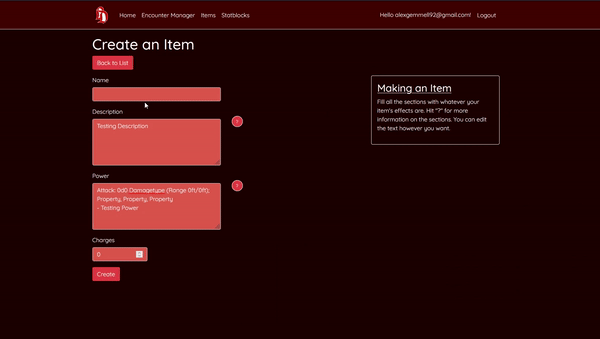 Home Encounter Manager Items Statblocks Hello alexgemmell92@gmail.com! Logout
Create an Item
Back to List
Name
Description
Testing Description
?
Power
Attack: 0d0 Damagetype (Range 0ft/0ft);
Property, Property, Property
- Testing Power
?
Charges
0
Create
Making an Item
Fill all the sections with whatever your
item's effects are. Hit "?" for more
information on the sections. You can edit
the text however you want.